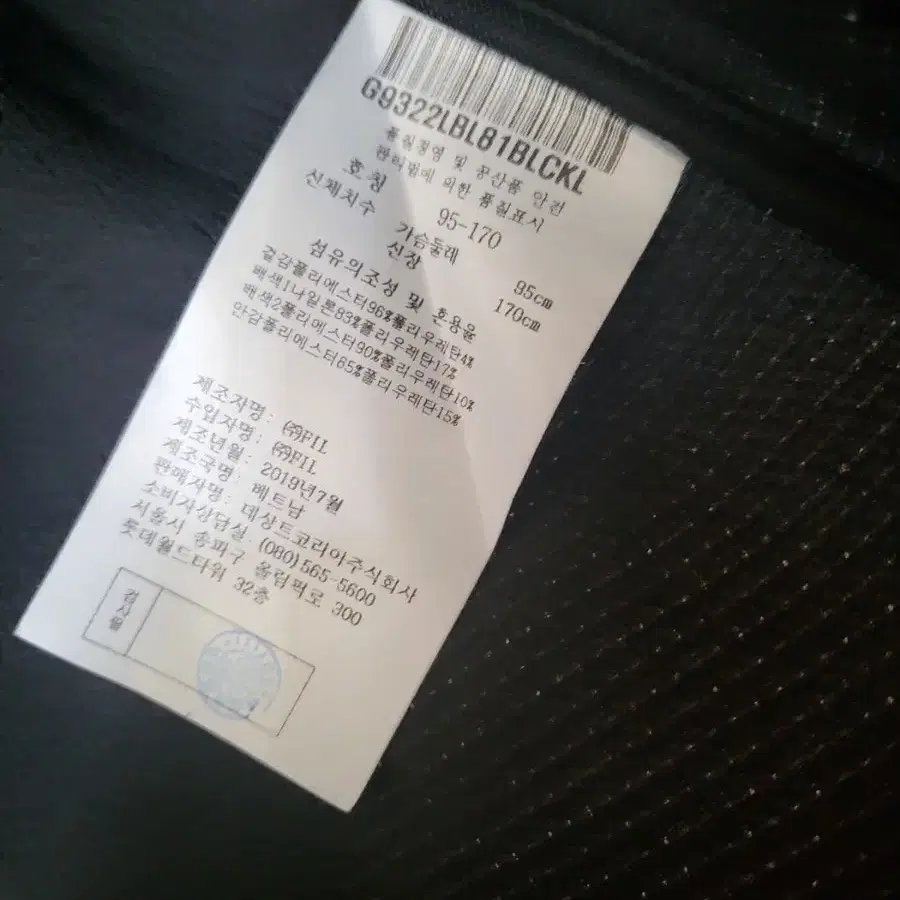 G9322LBL81BLCKL
품질경영 및 공산품 안전
관리법에 의한 품질표시
호칭 95-170
신체치수 가슴둘레 95cm
신장 170cm
섬유의조성 및 혼용율
겉감폴리에스터96%폴리우레탄4%
배색1나일론83%폴리우레탄17%
배색2폴리에스터90%폴리우레탄10%
안감폴리에스터85%폴리우레탄15%
제조자명: ㈜FIL
수입자명: ㈜FIL
제조년월: 2019년7월
제조국명: 베트남
판매자명: 데상트코리아주식회사
소비자상담실 (080)565-5600
서울시 송파구 올림픽로 300
롯데월드타워 32층
검사필